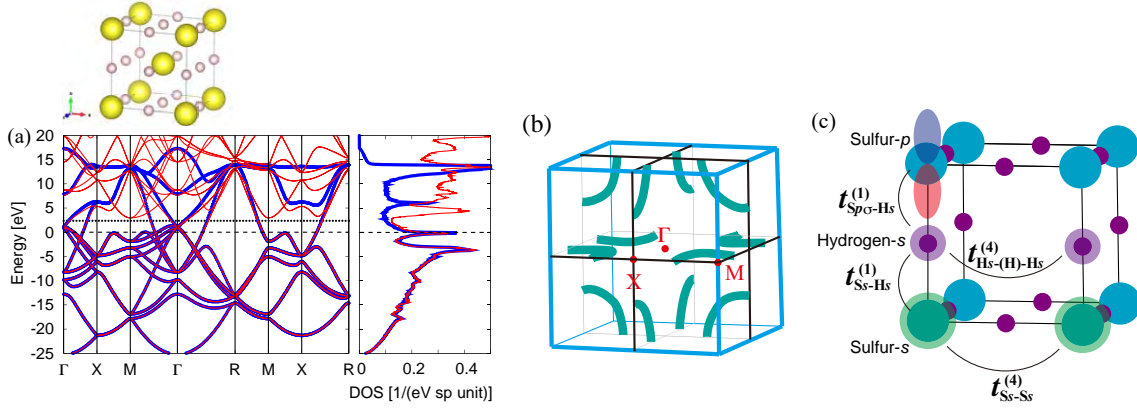 (a)
Energy [eV]
20
15
10
5
0
-5
-10
-15
-20
-25
Γ X M Γ R M X R
0 0.2 0.4
DOS [1/(eV sp unit)]
(b)
Γ
X
M
(c)
Sulfur-p
t(1)Spσ-Hs
Hydrogen-s
t(4)Hs-(H)-Hs
t(1)Ss-Hs
Sulfur-s
t(4)Ss-Ss